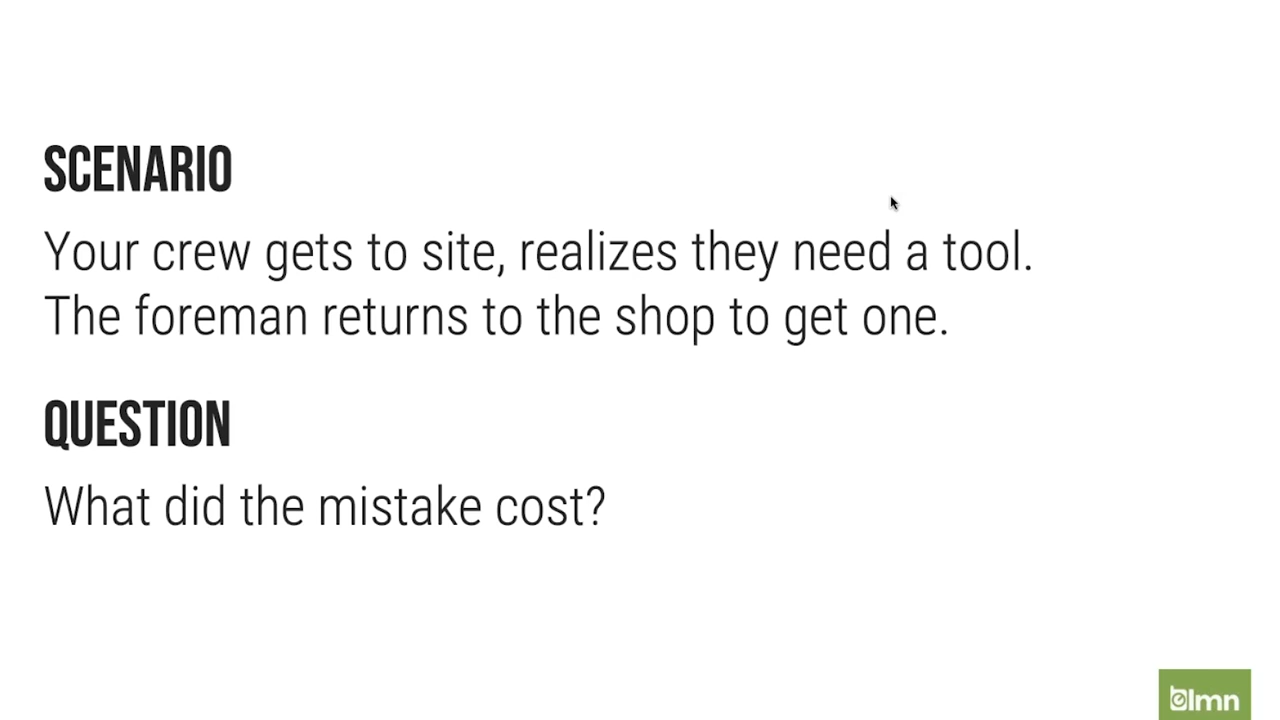 SCENARIO
Your crew gets to site, realizes they need a tool.
The foreman returns to the shop to get one.
QUESTION
What did the mistake cost?
lmn